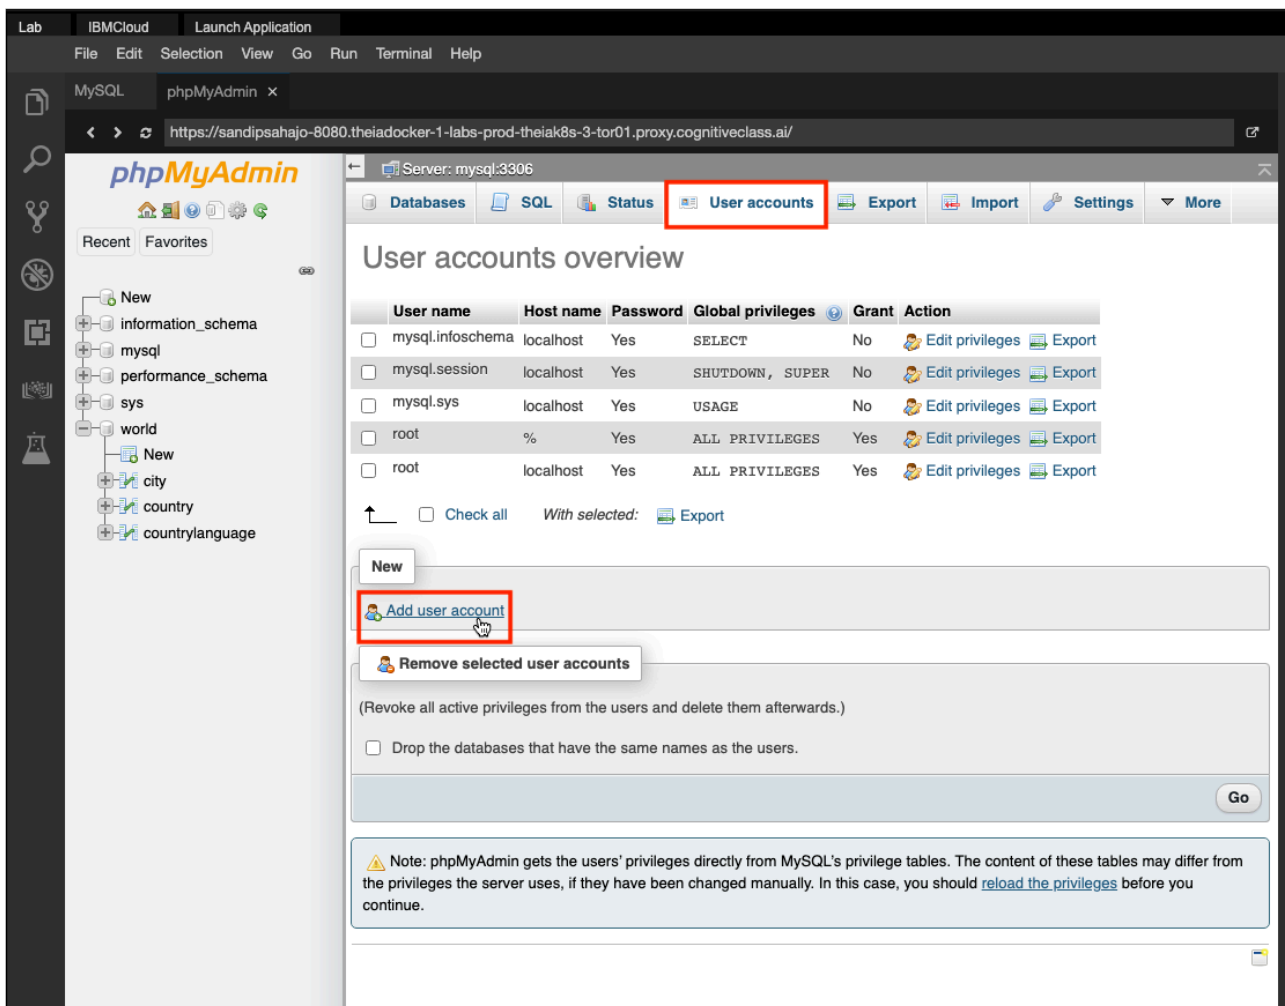 Lab IBMCloud Launch Application
File Edit Selection View Go Run Terminal Help
MySQL phpMyAdmin ×
https://sandipsahajo-8080.theiadocker-1-labs-prod-theiak8s-3-tor01.proxy.cognitiveclass.ai/
phpMyAdmin
Recent Favorites
New
information_schema
mysql
performance_schema
sys
world
New
city
country
countrylanguage
Server: mysql:3306
Databases SQL Status User accounts Export Import Settings More
User accounts overview
User name Host name Password Global privileges Grant Action
mysql.infoschema localhost Yes SELECT No Edit privileges Export
mysql.session localhost Yes SHUTDOWN, SUPER No Edit privileges Export
mysql.sys localhost Yes USAGE No Edit privileges Export
root % Yes ALL PRIVILEGES Yes Edit privileges Export
root localhost Yes ALL PRIVILEGES Yes Edit privileges Export
Check all With selected: Export
New
Add user account
Remove selected user accounts
(Revoke all active privileges from the users and delete them afterwards.)
Drop the databases that have the same names as the users.
Go
Note: phpMyAdmin gets the users' privileges directly from MySQL's privilege tables. The content of these tables may differ from
the privileges the server uses, if they have been changed manually. In this case, you should reload the privileges before you
continue.